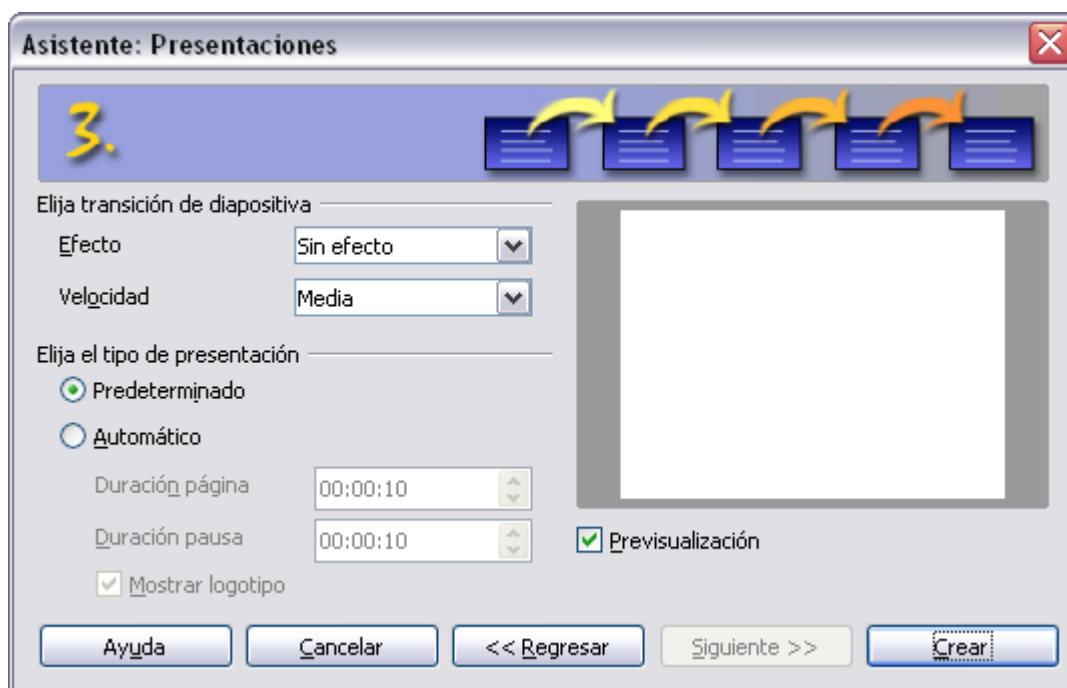 Asistente: Presentaciones
3.
Elija transición de diapositiva
Efecto
Sin efecto
Velocidad
Media
Elija el tipo de presentación
Predeterminado
Automático
Duración página
00:00:10
Duración pausa
00:00:10
Previsualización
Mostrar logotipo
Ayuda
Cancelar
<< Regresar
Siguiente >>
Crear